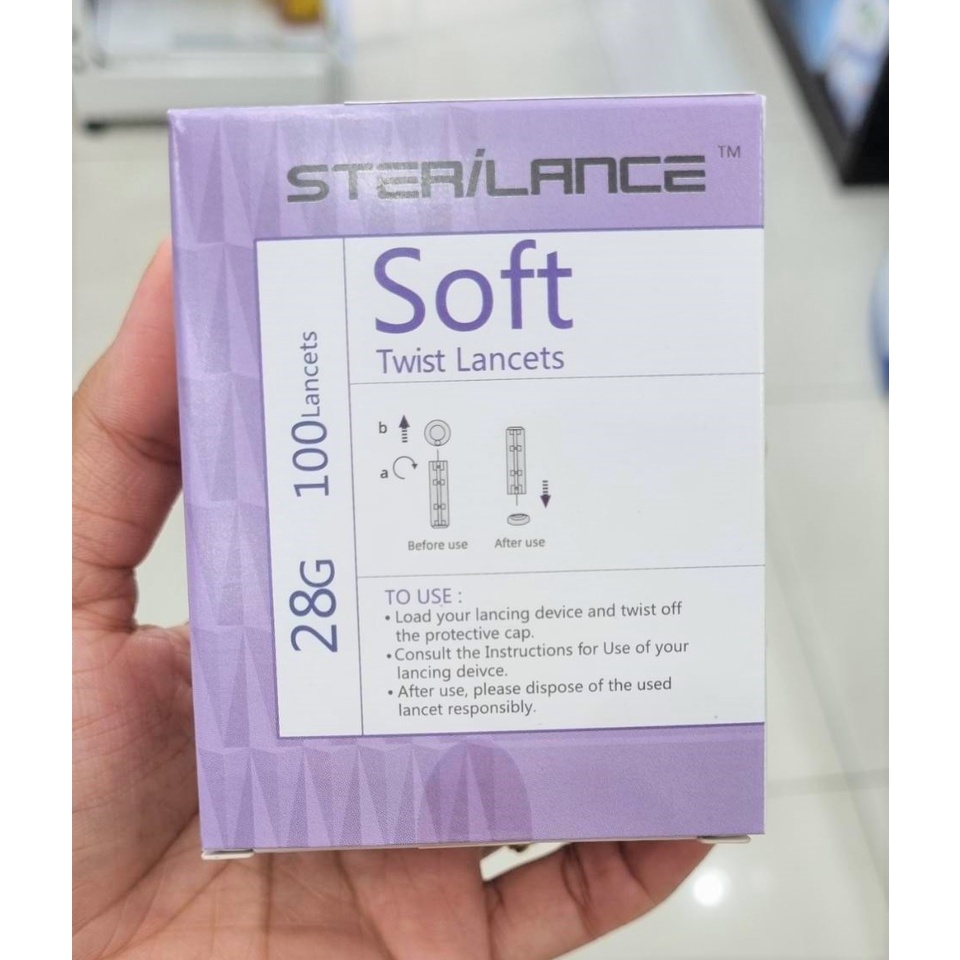 STERiLANCE™
Soft
Twist Lancets
28G 100Lancets
b
a
Before use
After use
TO USE :
• Load your lancing device and twist off
the protective cap.
• Consult the Instructions for Use of your
lancing deivce.
• After use, please dispose of the used
lancet responsibly.